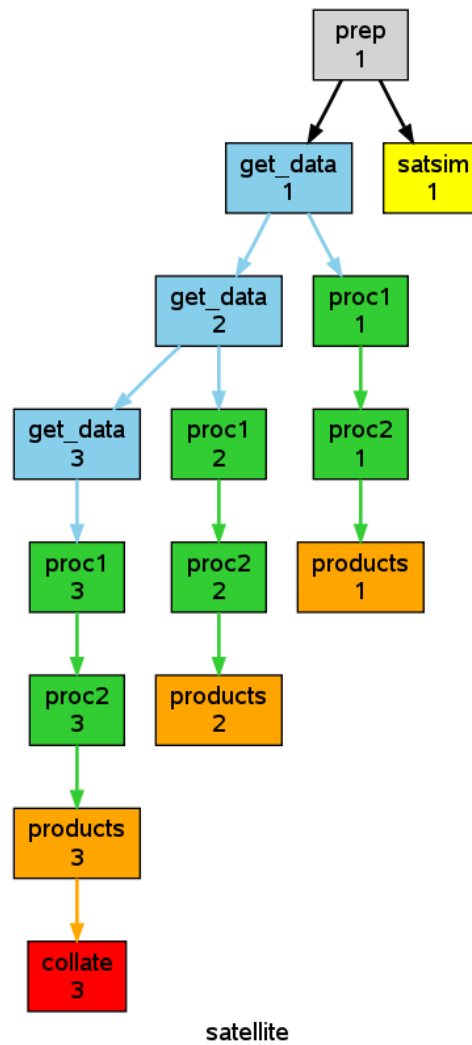 prep
1
get_data
1
satsim
1
get_data
2
proc1
1
get_data
3
proc1
2
proc2
1
proc1
3
proc2
2
products
1
proc2
3
products
2
products
3
collate
3
satellite